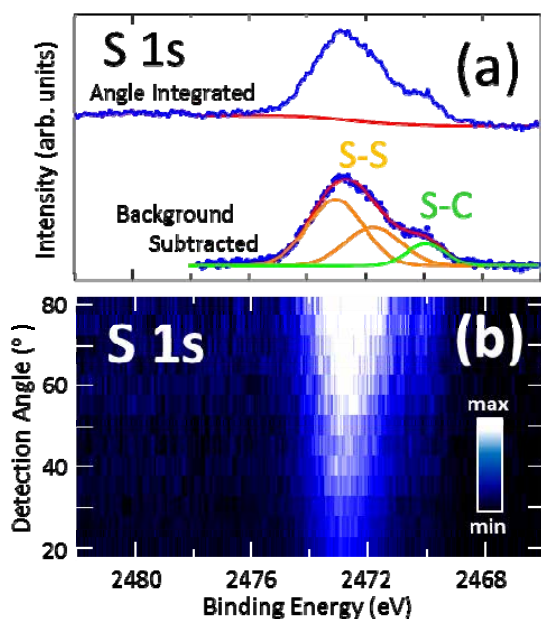 S 1s
(a)
Angle Integrated
S-S
S-C
Background
Subtracted
Intensity (arb. units)
S 1s
(b)
max
min
80
60
40
20
Detection Angle (°)
2480
2476
2472
2468
Binding Energy (eV)